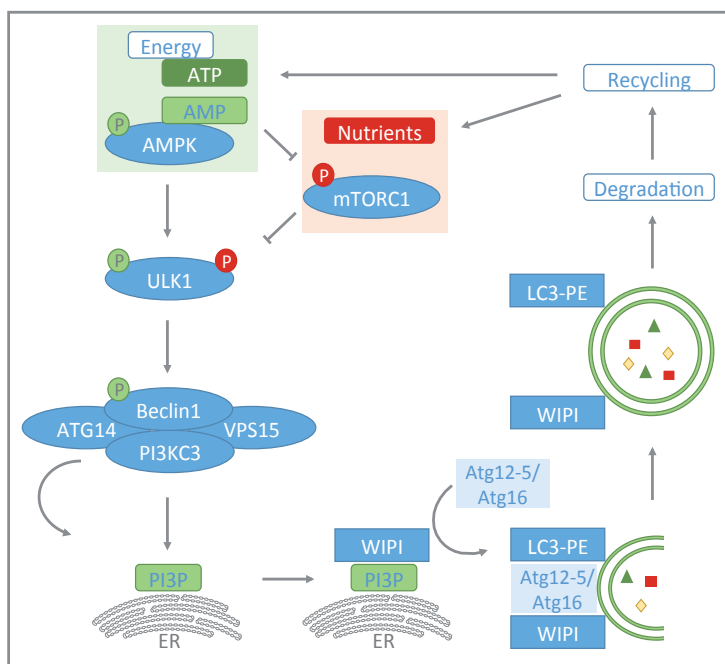 Energy
ATP
AMP
P
AMPK
Nutrients
P
mTORC1
Recycling
Degradation
P
P
ULK1
LC3-PE
WIPI
P
Beclin1
ATG14
VPS15
PI3KC3
Atg12-5/
Atg16
WIPI
PI3P
PI3P
ER
ER
LC3-PE
Atg12-5/
Atg16
WIPI